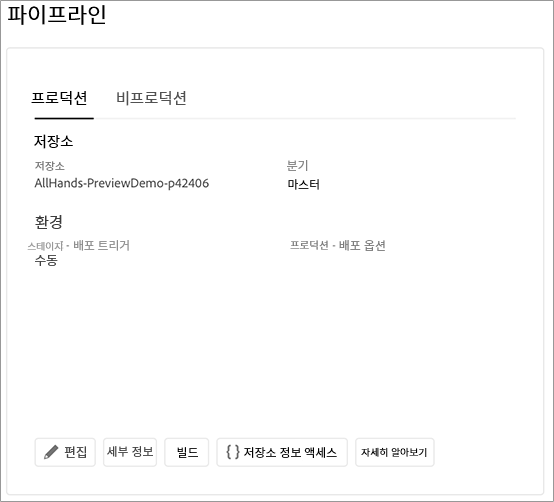 파이프라인
프로덕션 비프로덕션
저장소
저장소 분기
AllHands-PreviewDemo-p42406 마스터
환경
스테이지 - 배포 트리거 프로덕션 - 배포 옵션
수동
편집 세부 정보 빌드 { } 저장소 정보 액세스 자세히 알아보기